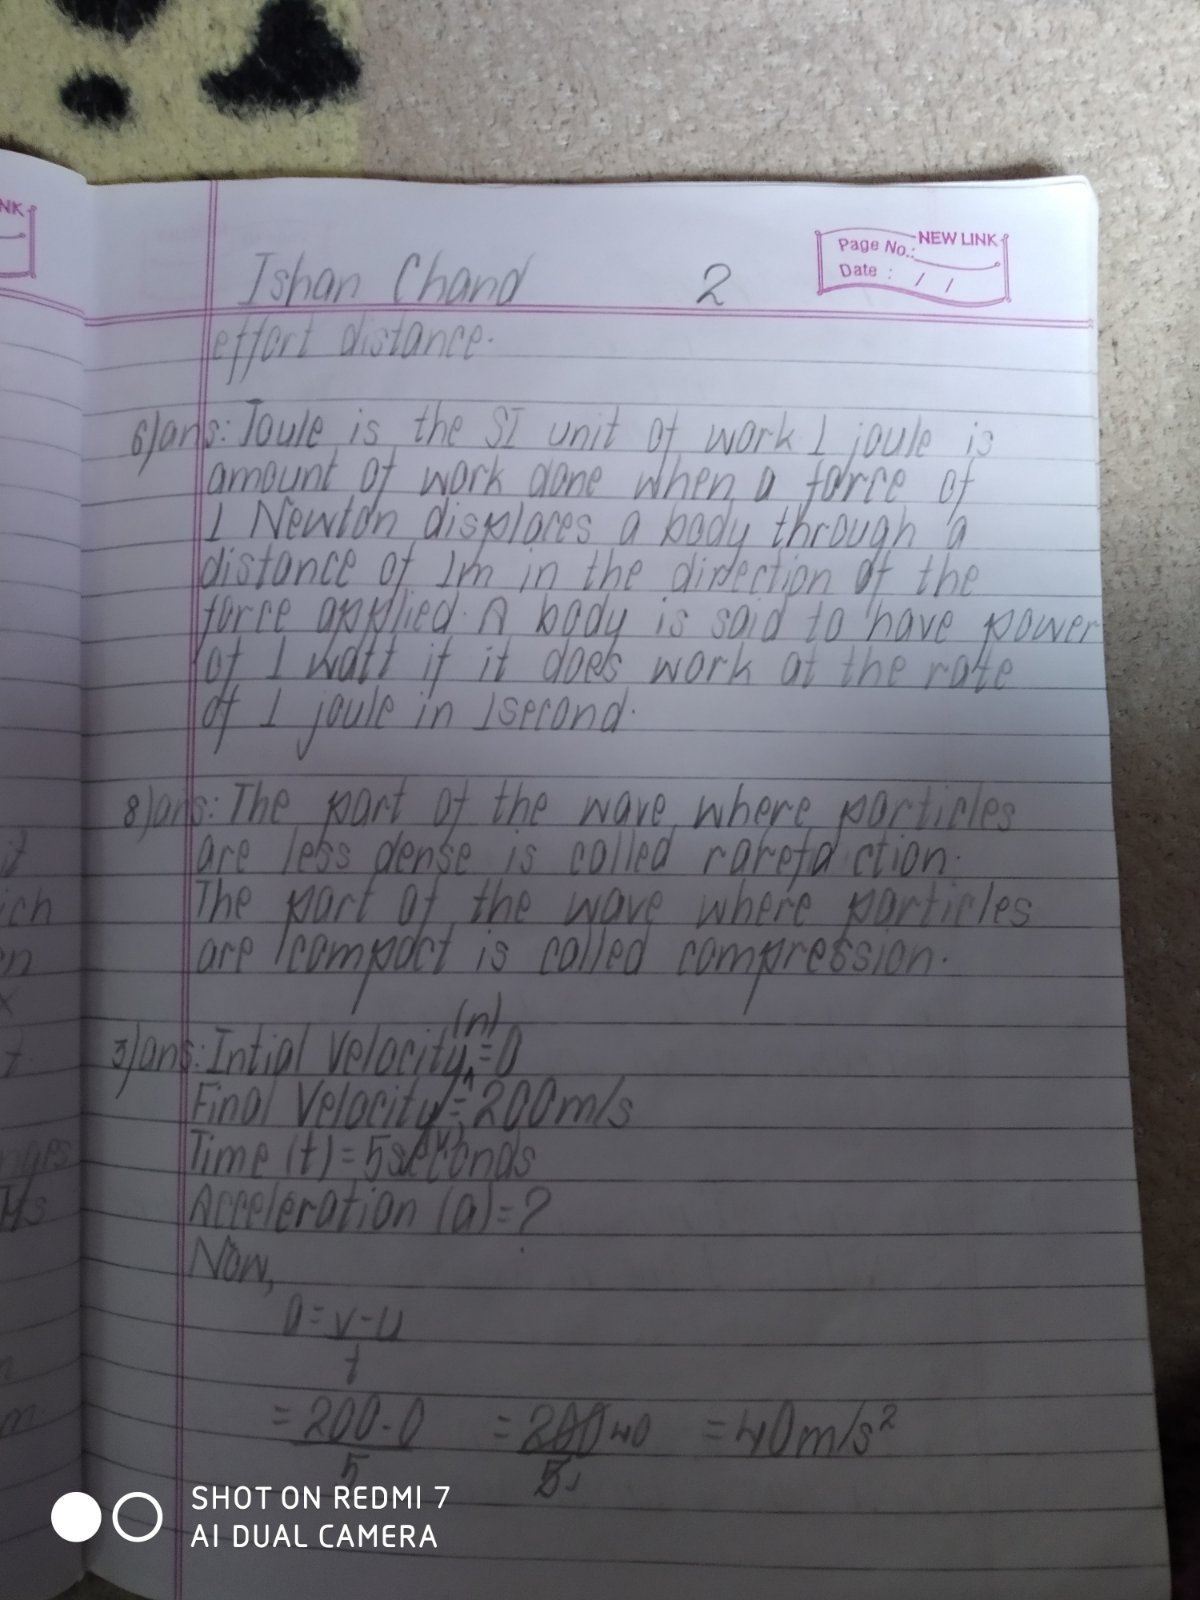 NK
NEW LINK
Page No.:
Date : / /
Ishan Chand 2
effort distance.
6) ans: Joule is the SI unit of work 1 joule is
amount of work done when a force of
1 Newton displaces a body through a
distance of 1m in the direction of the
force applied. A body is said to have power
of 1 watt if it does work at the rate
of 1 joule in 1second.
8) ans: The part of the wave where particles
are less dense is called rarefaction.
The part of the wave where particles
are compact is called compression.
3) ans: Intial Velocity (n) = 0
Final Velocity (v) = 200m/s
Time (t) = 5seconds
Acceleration (a) = ?
Now,
a = v-u
t
= 200-0 = 200 40 = 40m/s²
5 5 1
SHOT ON REDMI 7
AI DUAL CAMERA